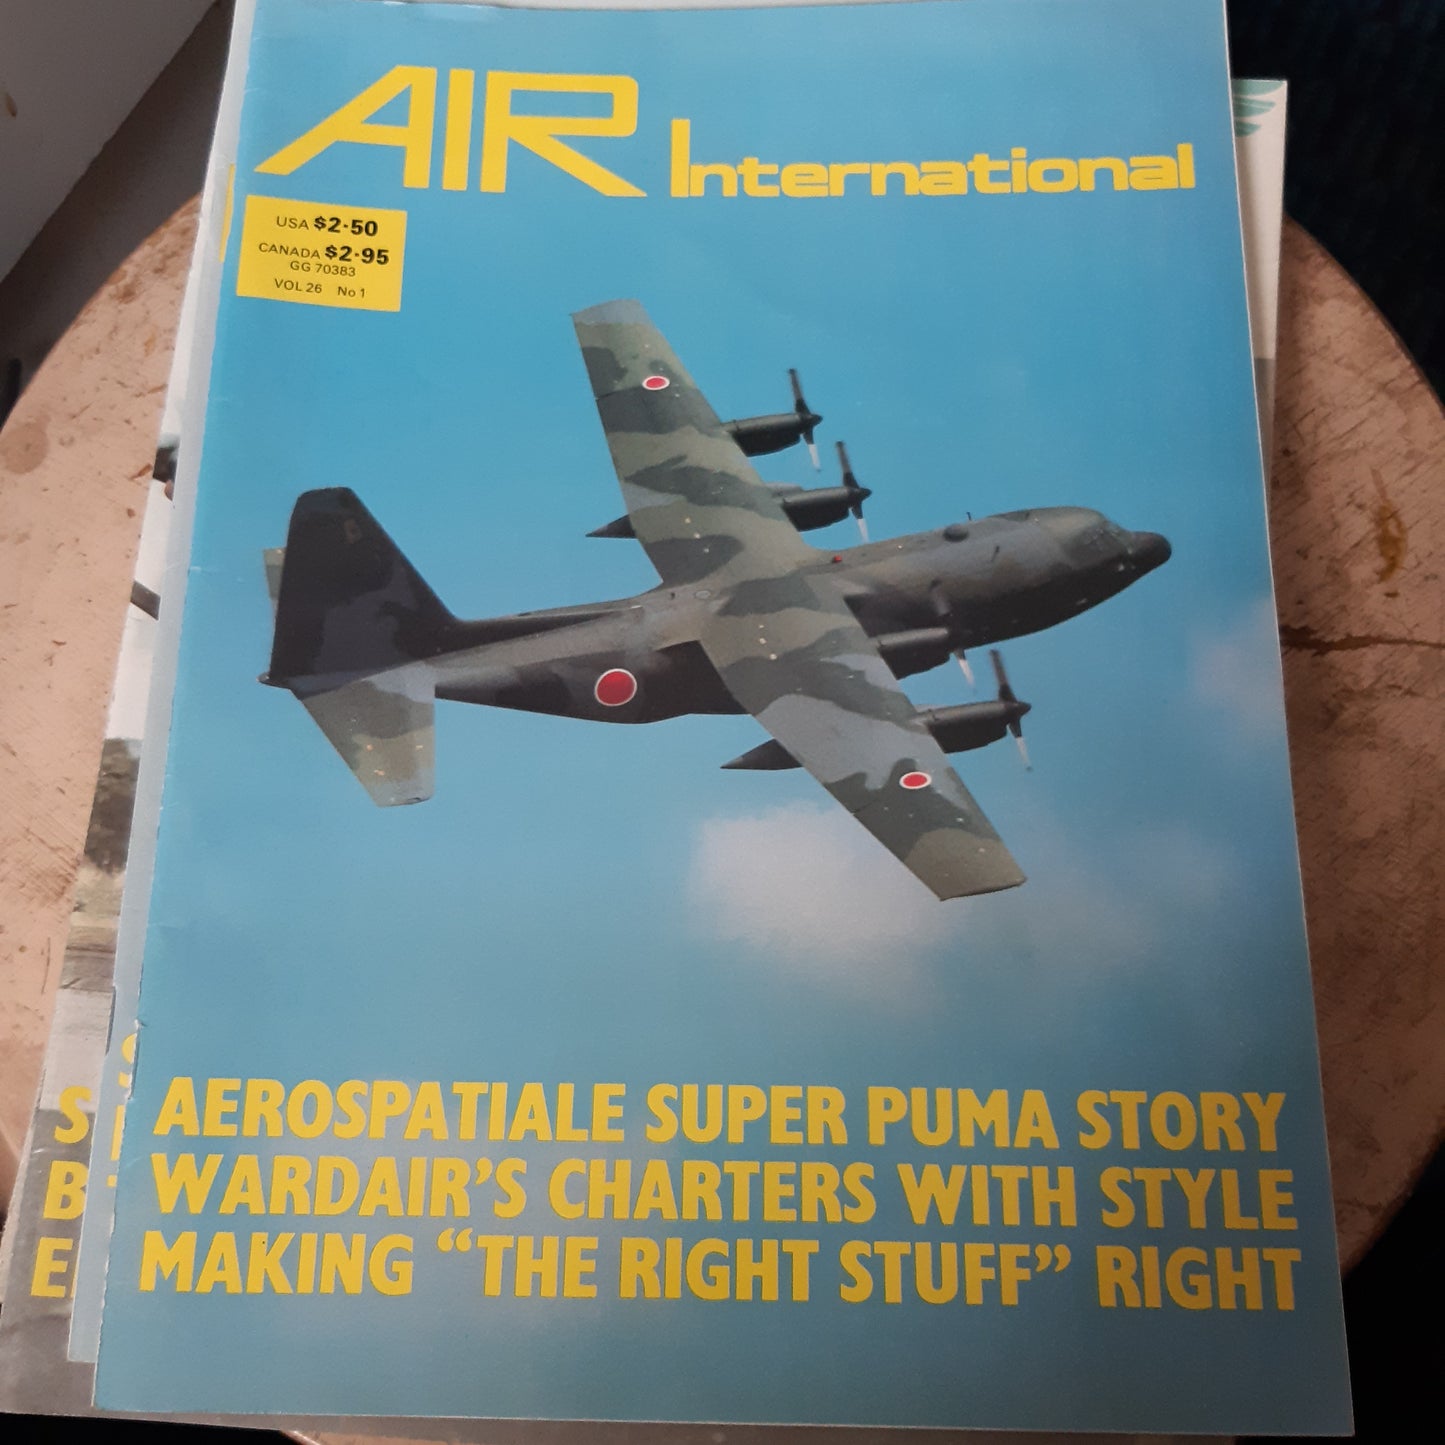 AIR International
USA $2·50
CANADA $2·95
GG 70383
VOL 26 No 1
AEROSPATIALE SUPER PUMA STORY
WARDAIR'S CHARTERS WITH STYLE
MAKING “THE RIGHT STUFF” RIGHT
S
B